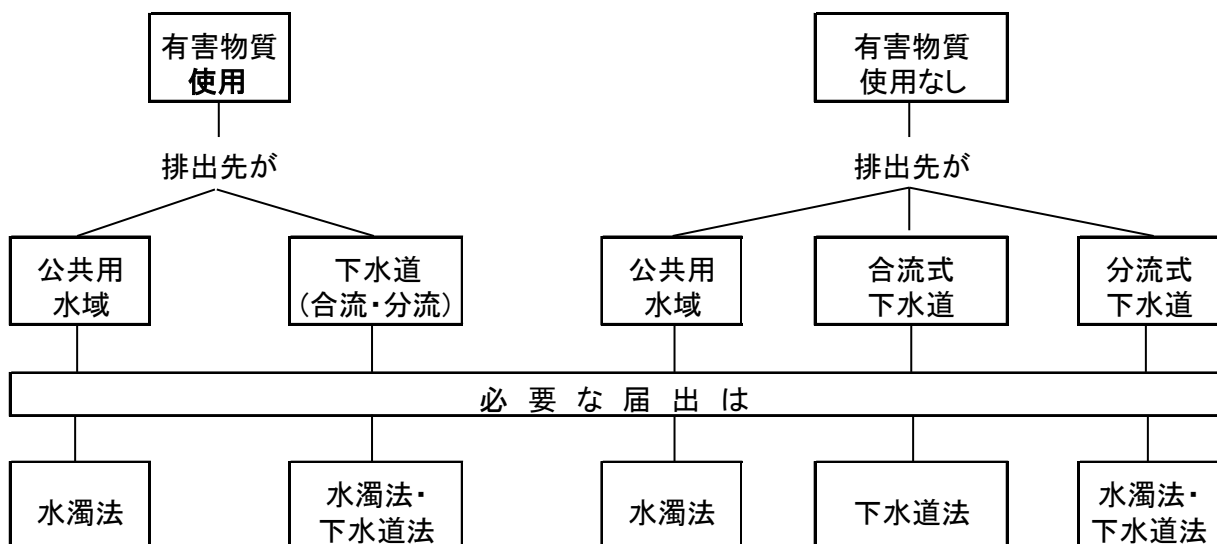 有害物質
使用
有害物質
使用なし
排出先が
排出先が
公共用
水域
下水道
(合流・分流)
公共用
水域
合流式
下水道
分流式
下水道
必要な届出は
水濁法
水濁法・
下水道法
水濁法
下水道法
水濁法・
下水道法